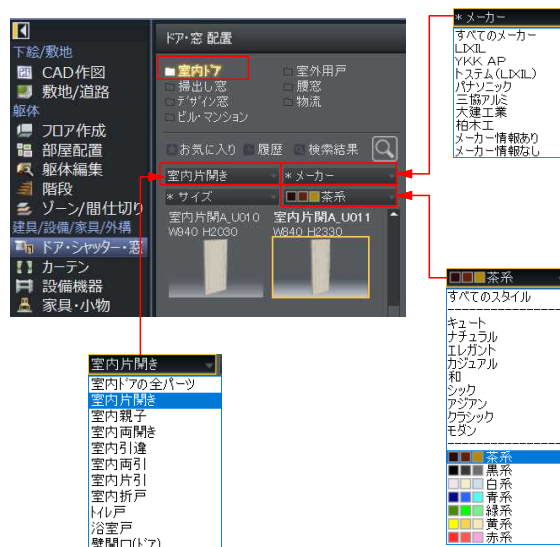 下絵/敷地
CAD作図
敷地/道路
躯体
フロア作成
部屋配置
躯体編集
階段
ゾーン/間仕切り
建具/設備/家具/外構
ドア・シャッター・窓
カーテン
設備機器
家具・小物
ドア・窓 配置
室内ドア
室外用戸
掃出し窓
腰窓
デザイン窓
物流
ビル・マンション
お気に入り
履歴
検索結果
室内片開き
* メーカー
* サイズ
茶系
室内片開A_U010
W840 H2030
室内片開A_U011
W840 H2330
* メーカー
すべてのメーカー
LIXIL
YKK AP
トステム(LIXIL)
パナソニック
三協アルミ
大建工業
柏木工
メーカー情報あり
メーカー情報なし
茶系
すべてのスタイル
キュート
ナチュラル
エレガント
カジュアル
和
シック
アジアン
クラシック
モダン
茶系
黒系
白系
青系
緑系
黄系
赤系
室内片開き
室内ドアの全パーツ
室内片開き
室内親子
室内両開き
室内引違
室内両引
室内片引
室内折戸
トイレ戸
浴室戸
壁開口(ドア)